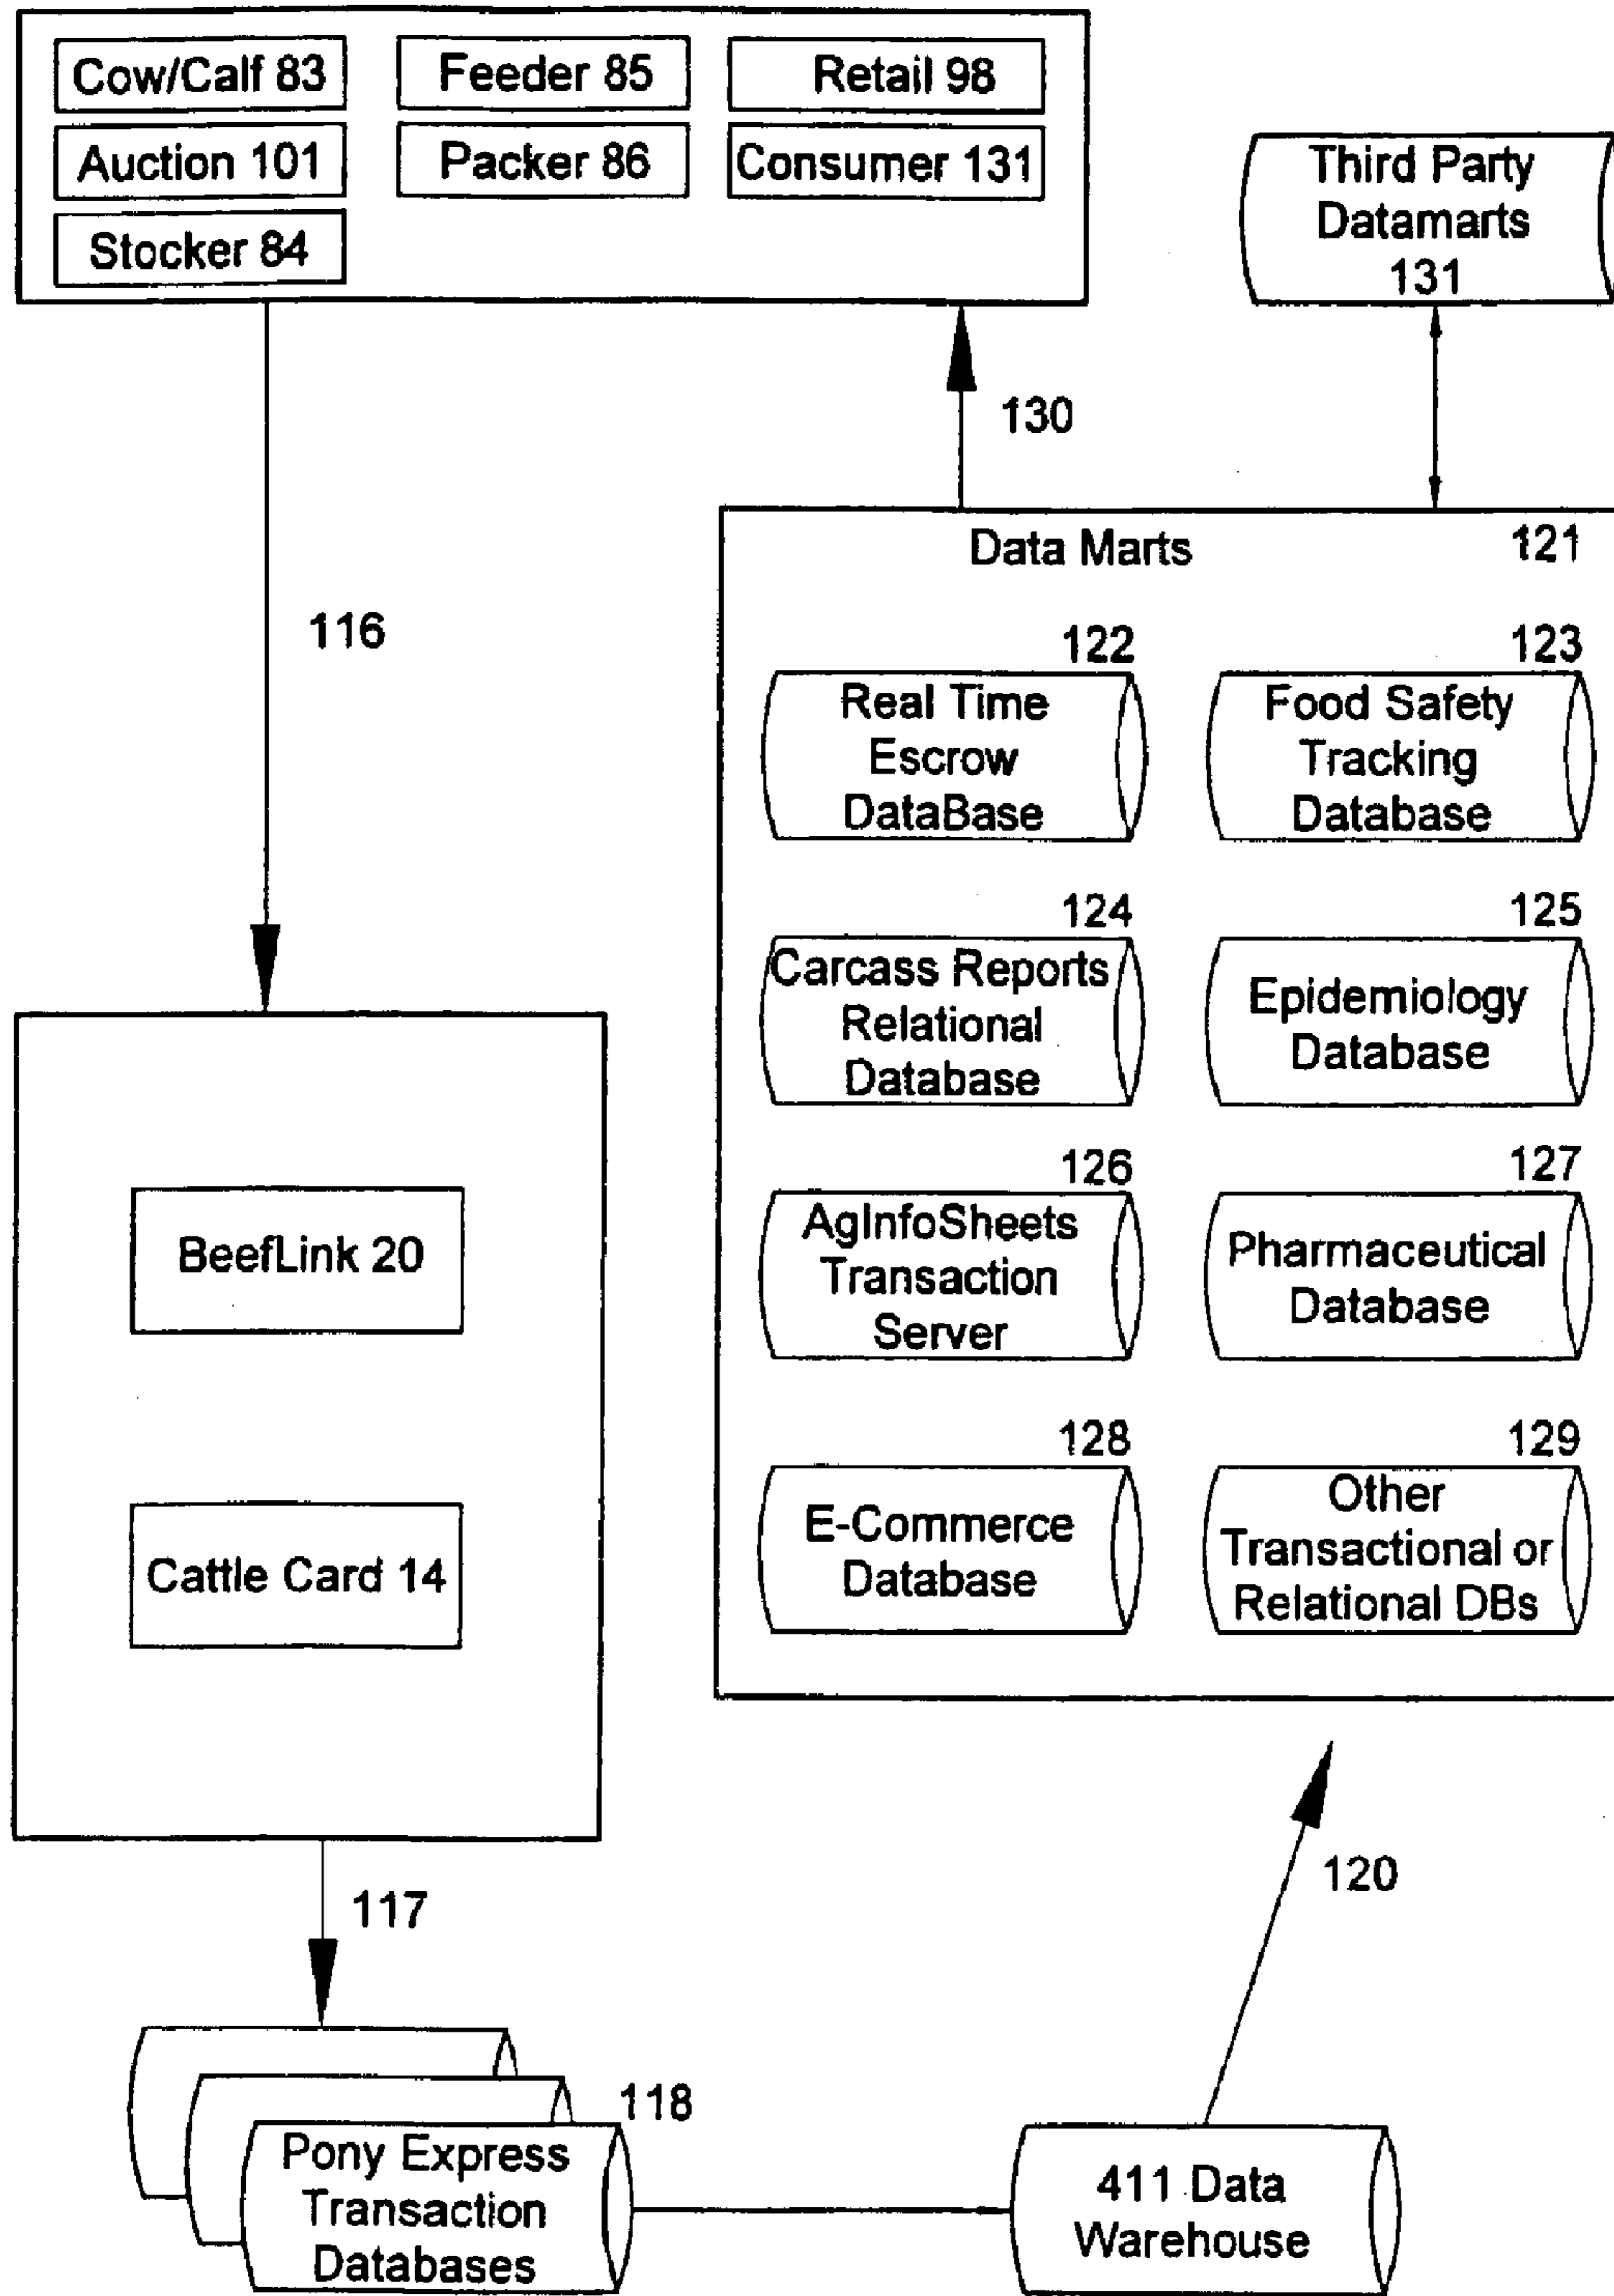 Cow/Calf 83
Feeder 85
Retail 98
Auction 101
Packer 86
Consumer 131
Stocker 84
Third Party
Datamarts
131
130
116
Data Marts
121
122
Real Time
Escrow
DataBase
123
Food Safety
Tracking
Database
124
Carcass Reports
Relational
Database
125
Epidemiology
Database
126
AgInfoSheets
Transaction
Server
127
Pharmaceutical
Database
128
E-Commerce
Database
129
Other
Transactional or
Relational DBs
BeefLink 20
Cattle Card 14
117
120
118
Pony Express
Transaction
Databases
411 Data
Warehouse